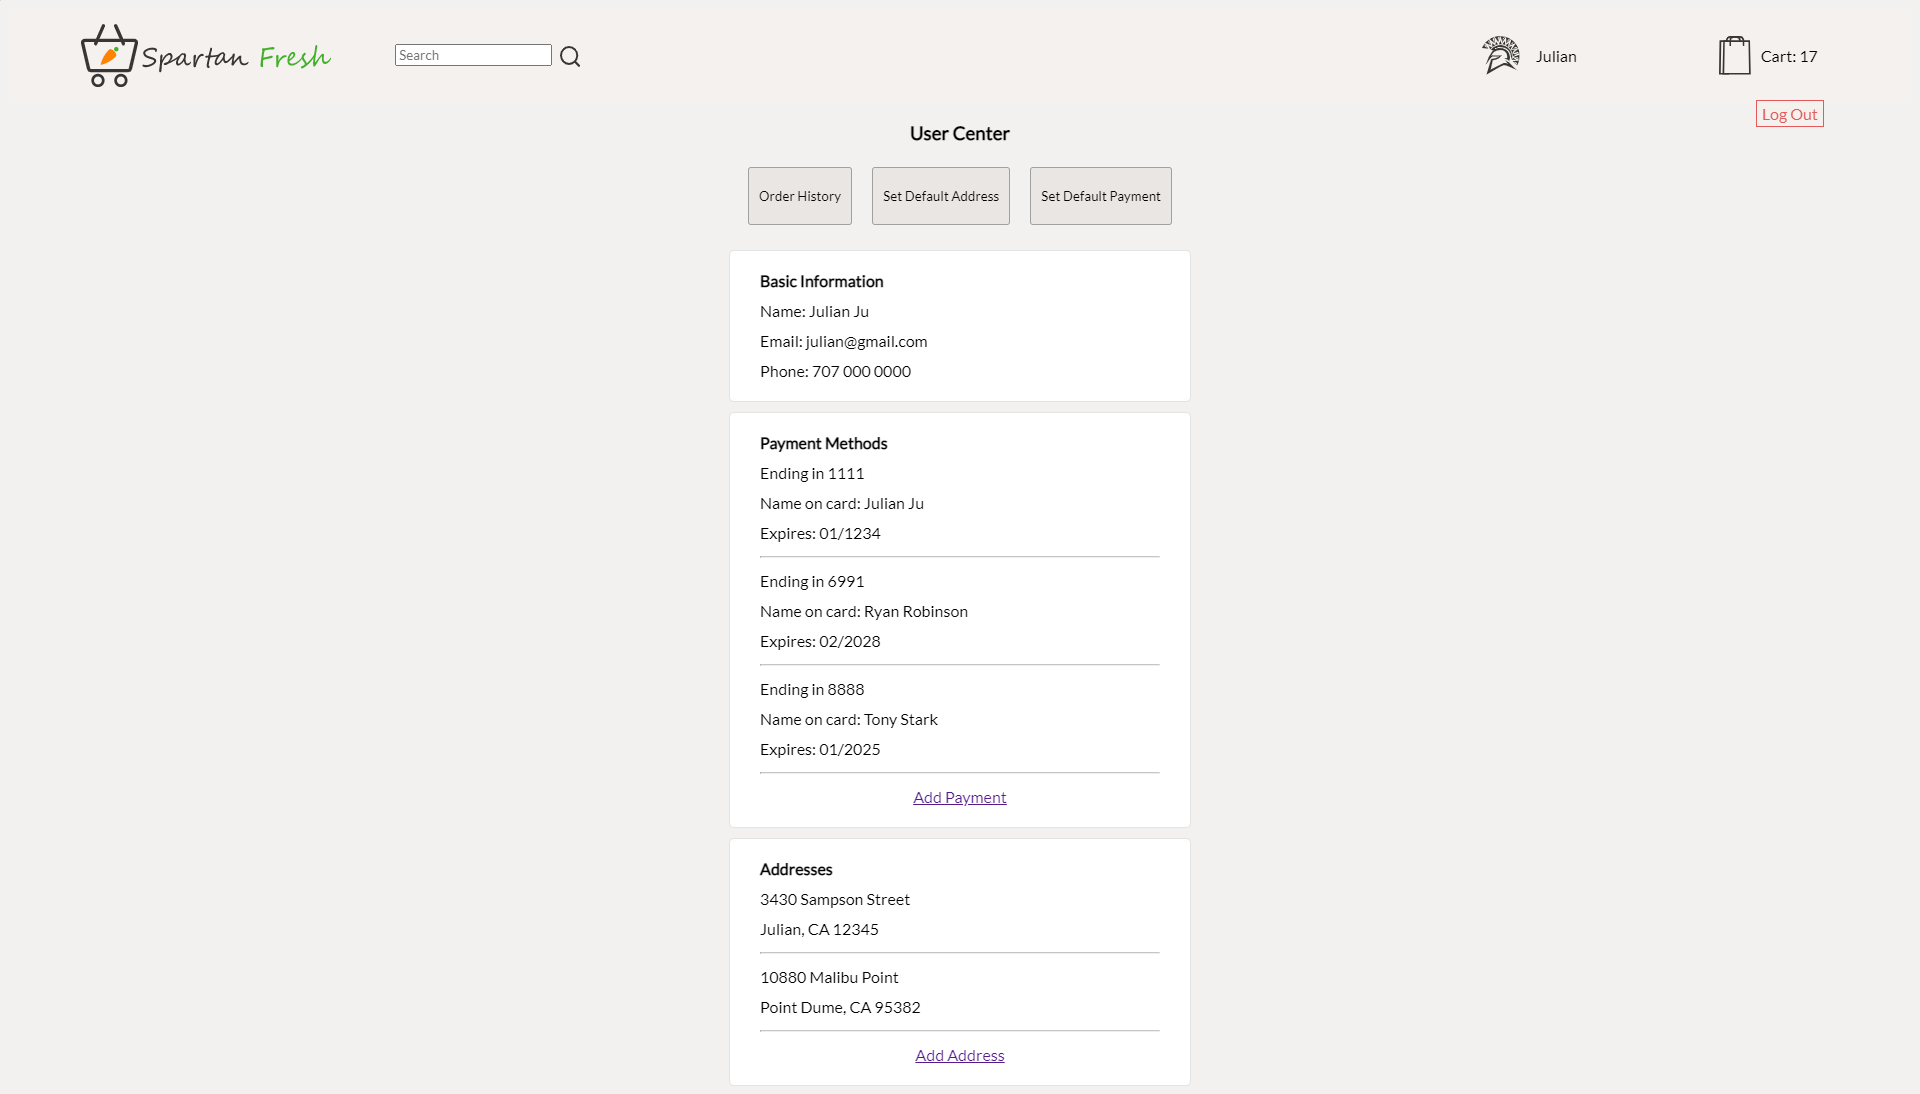 Spartan Fresh
Search
Julian
Cart: 17
Log Out
User Center
Order History
Set Default Address
Set Default Payment
Basic Information
Name: Julian Ju
Email: julian@gmail.com
Phone: 707 000 0000
Payment Methods
Ending in 1111
Name on card: Julian Ju
Expires: 01/1234
Ending in 6991
Name on card: Ryan Robinson
Expires: 02/2028
Ending in 8888
Name on card: Tony Stark
Expires: 01/2025
Add Payment
Addresses
3430 Sampson Street
Julian, CA 12345
10880 Malibu Point
Point Dume, CA 95382
Add Address